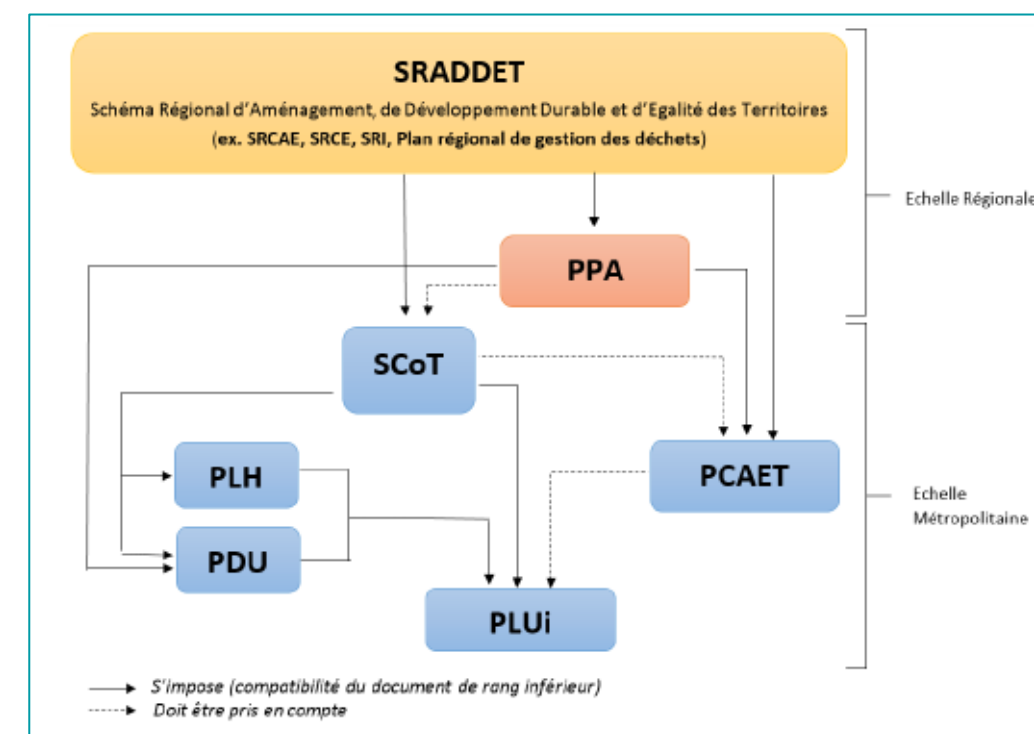 SRADDET
Schéma Régional d'Aménagement, de Développement Durable et d'Egalité des Territoires
(ex. SRCAE, SRCE, SRI, Plan régional de gestion des déchets)
Echelle Régionale
PPA
SCoT
PLH
PCAET
Echelle
Métropolitaine
PDU
PLUi
S'impose (compatibilité du document de rang inférieur)
Doit être pris en compte